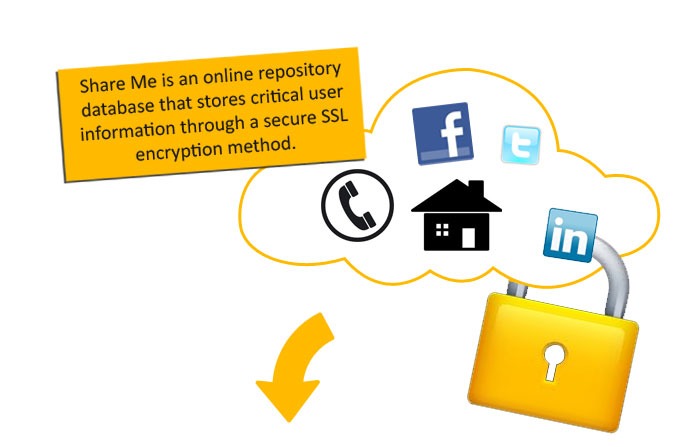 Share Me is an online repository
database that stores critical user
information through a secure SSL
encryption method.
f
t
in